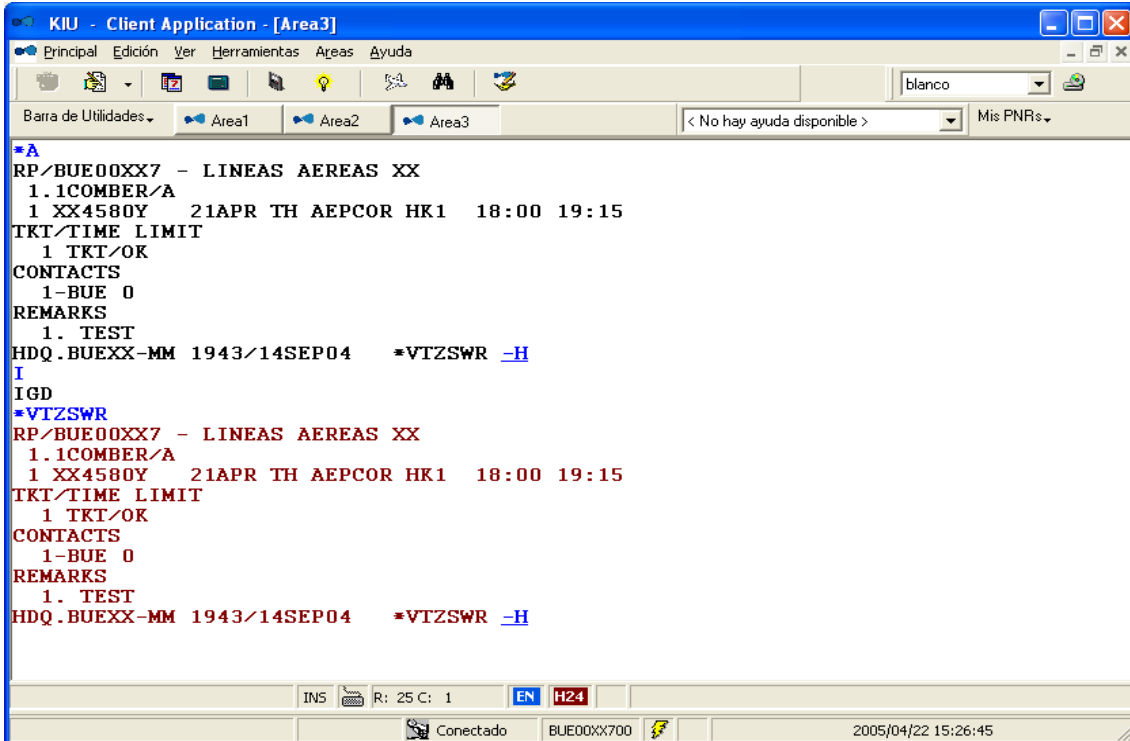 KIU - Client Application - [Area3]
Principal Edición Ver Herramientas Areas Ayuda
blanco
Barra de Utilidades Area1 Area2 Area3 < No hay ayuda disponible > Mis PNRs
*A
RP/BUE00XX7 - LINEAS AEREAS XX
1.1COMBER/A
1 XX4580Y 21APR TH AEPCOR HK1 18:00 19:15
TKT/TIME LIMIT
1 TKT/OK
CONTACTS
1-BUE 0
REMARKS
1. TEST
HDQ.BUEXX-MM 1943/14SEP04 *VTZSWR -H
I
IGD
*VTZSWR
RP/BUE00XX7 - LINEAS AEREAS XX
1.1COMBER/A
1 XX4580Y 21APR TH AEPCOR HK1 18:00 19:15
TKT/TIME LIMIT
1 TKT/OK
CONTACTS
1-BUE 0
REMARKS
1. TEST
HDQ.BUEXX-MM 1943/14SEP04 *VTZSWR -H
INS R: 25 C: 1 EN H24
Conectado BUE00XX700 2005/04/22 15:26:45